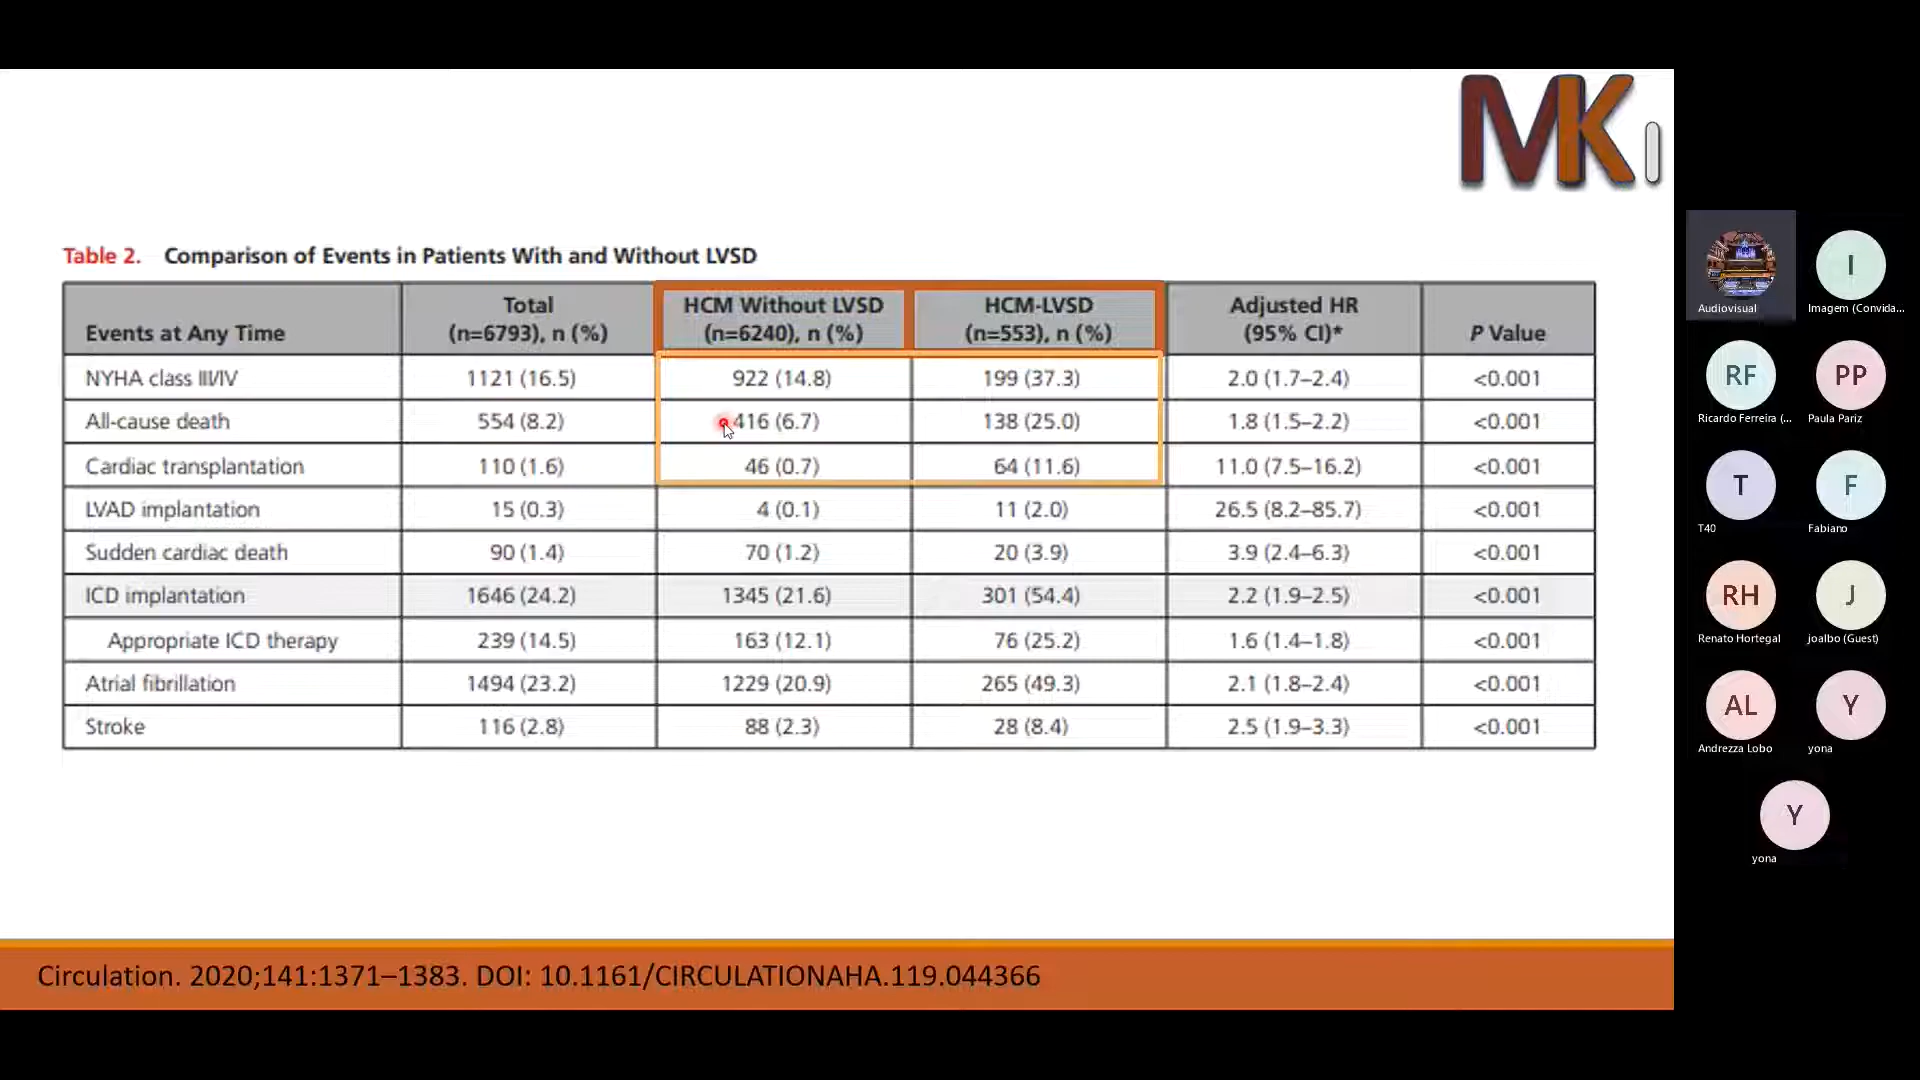 MK
Table 2. Comparison of Events in Patients With and Without LVSD
Events at Any Time Total (n=6793), n (%) HCM Without LVSD (n=6240), n (%) HCM-LVSD (n=553), n (%) Adjusted HR (95% CI)* P Value
NYHA class III/IV 1121 (16.5) 922 (14.8) 199 (37.3) 2.0 (1.7–2.4) <0.001
All-cause death 554 (8.2) 416 (6.7) 138 (25.0) 1.8 (1.5–2.2) <0.001
Cardiac transplantation 110 (1.6) 46 (0.7) 64 (11.6) 11.0 (7.5–16.2) <0.001
LVAD implantation 15 (0.3) 4 (0.1) 11 (2.0) 26.5 (8.2–85.7) <0.001
Sudden cardiac death 90 (1.4) 70 (1.2) 20 (3.9) 3.9 (2.4–6.3) <0.001
ICD implantation 1646 (24.2) 1345 (21.6) 301 (54.4) 2.2 (1.9–2.5) <0.001
Appropriate ICD therapy 239 (14.5) 163 (12.1) 76 (25.2) 1.6 (1.4–1.8) <0.001
Atrial fibrillation 1494 (23.2) 1229 (20.9) 265 (49.3) 2.1 (1.8–2.4) <0.001
Stroke 116 (2.8) 88 (2.3) 28 (8.4) 2.5 (1.9–3.3) <0.001
Circulation. 2020;141:1371–1383. DOI: 10.1161/CIRCULATIONAHA.119.044366
Audiovisual
I
Imagem (Convida...
RF
Ricardo Ferreira (...
PP
Paula Pariz
T
T40
F
Fabiano
RH
Renato Hortegal
J
joalbo (Guest)
AL
Andrezza Lobo
Y
yona
Y
yona